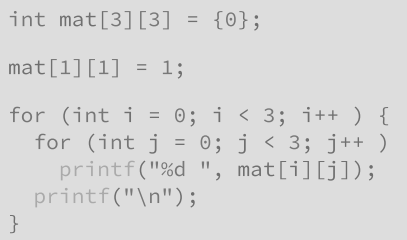 int mat[3][3] = {0};
mat[1][1] = 1;
for (int i = 0; i < 3; i++ ) {
for (int j = 0; j < 3; j++ )
printf("%d ", mat[i][j]);
printf("\n");
}